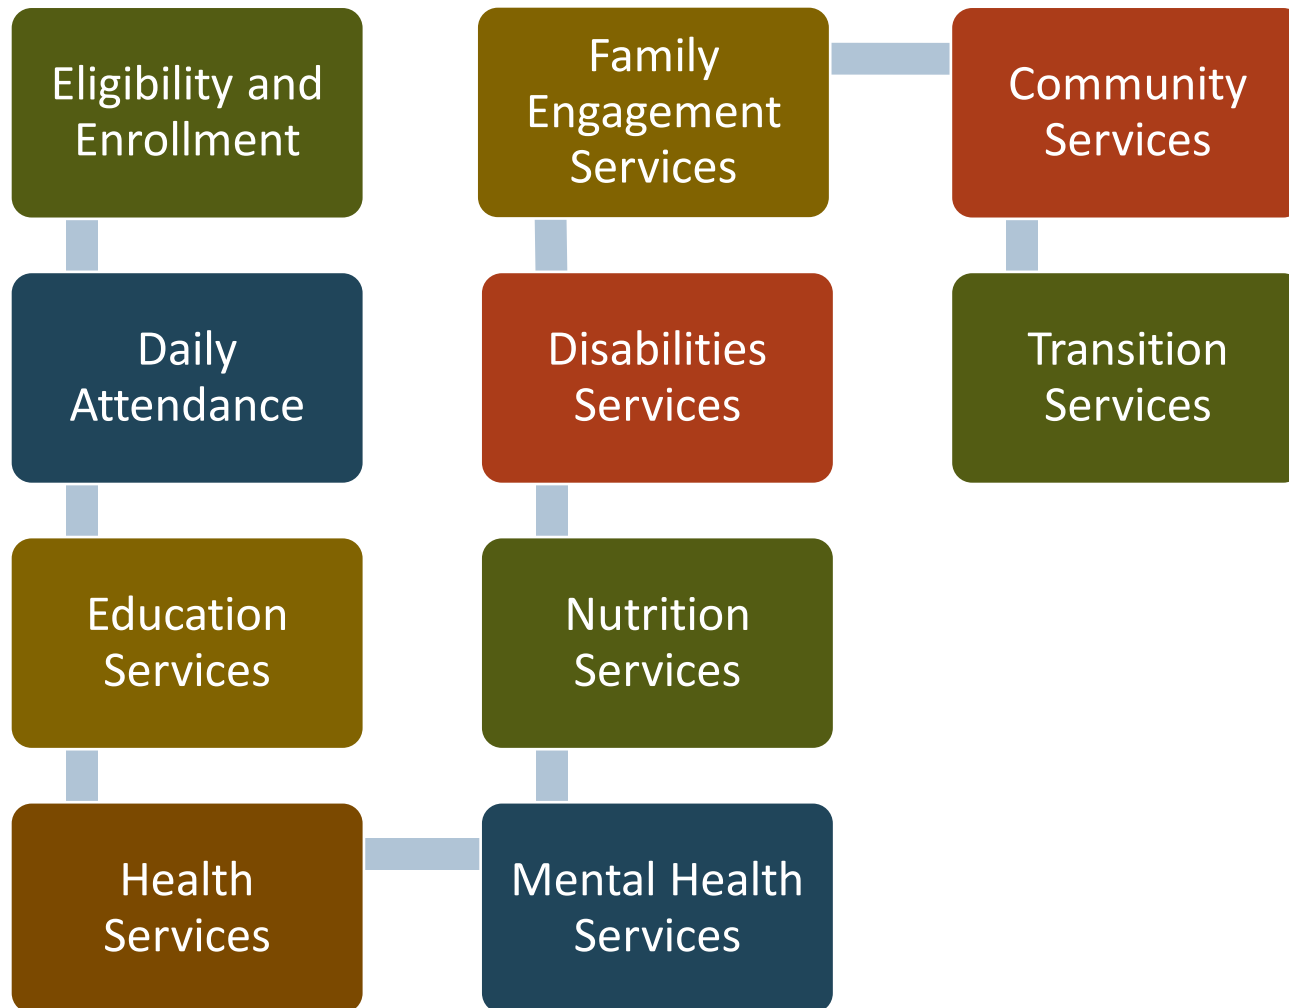 Eligibility and
Enrollment
Daily
Attendance
Education
Services
Health
Services
Mental Health
Services
Nutrition
Services
Disabilities
Services
Family
Engagement
Services
Community
Services
Transition
Services